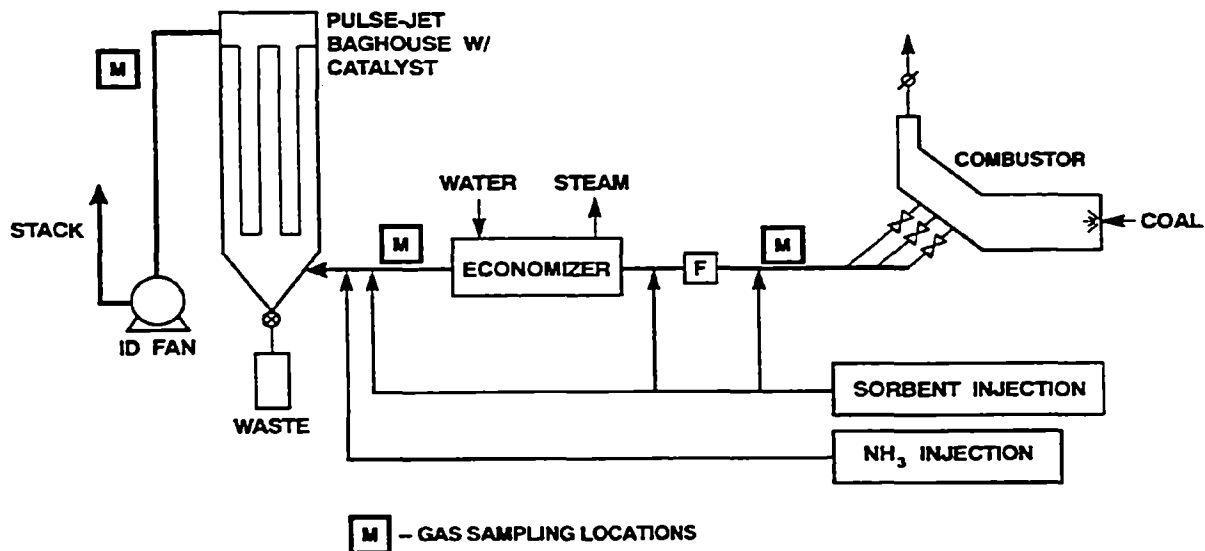 PULSE-JET
BAGHOUSE W/
CATALYST
M
COMBUSTOR
WATER
STEAM
STACK
M
M
COAL
ECONOMIZER
F
ID FAN
SORBENT INJECTION
WASTE
NH₃ INJECTION
M – GAS SAMPLING LOCATIONS